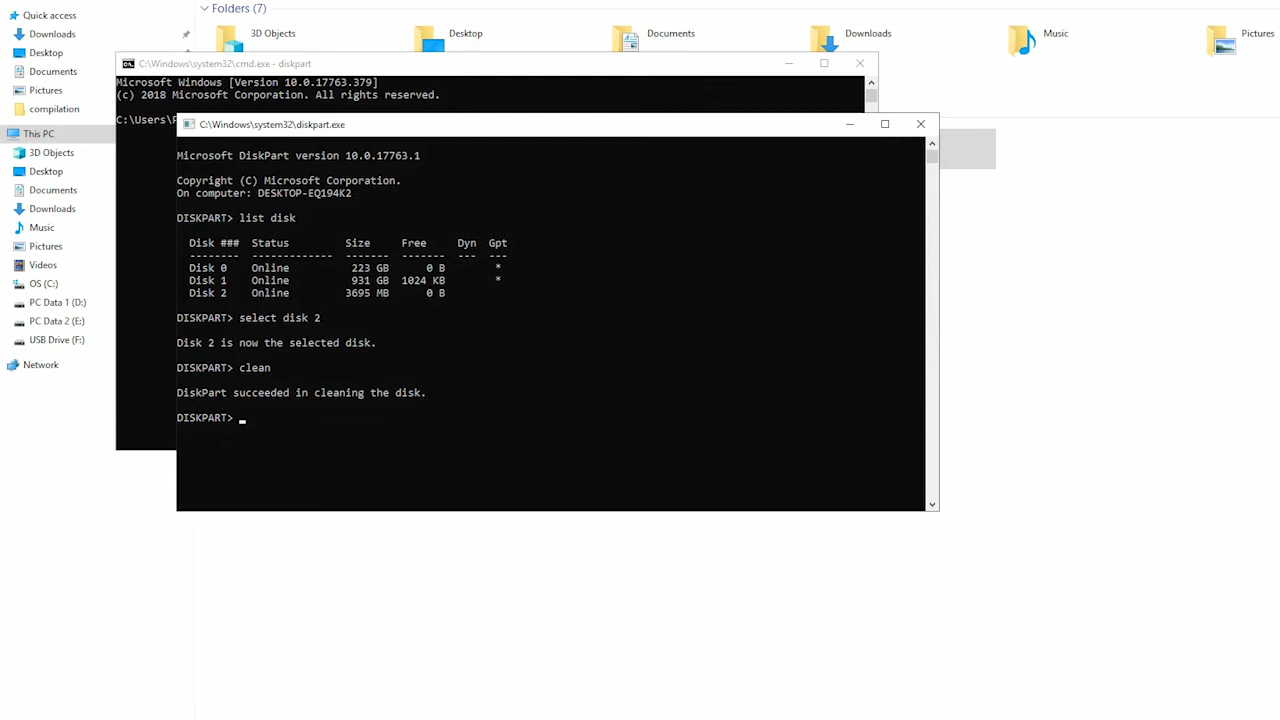 Quick access
Downloads
Desktop
Documents
Pictures
compilation
This PC
3D Objects
Desktop
Documents
Downloads
Music
Pictures
Videos
OS (C:)
PC Data 1 (D:)
PC Data 2 (E:)
USB Drive (F:)
Network
Folders (7)
3D Objects
Desktop
Documents
Downloads
Music
Pictures
C:\Windows\system32\cmd.exe - diskpart
Microsoft Windows [Version 10.0.17763.379]
(c) 2018 Microsoft Corporation. All rights reserved.
C:\Users\
C:\Windows\system32\diskpart.exe
Microsoft DiskPart version 10.0.17763.1
Copyright (C) Microsoft Corporation.
On computer: DESKTOP-EQ194K2
DISKPART> list disk
Disk ### Status Size Free Dyn Gpt
-------- ------------- ------- ------- --- ---
Disk 0 Online 223 GB 0 B *
Disk 1 Online 931 GB 1024 KB *
Disk 2 Online 3695 MB 0 B
DISKPART> select disk 2
Disk 2 is now the selected disk.
DISKPART> clean
DiskPart succeeded in cleaning the disk.
DISKPART>